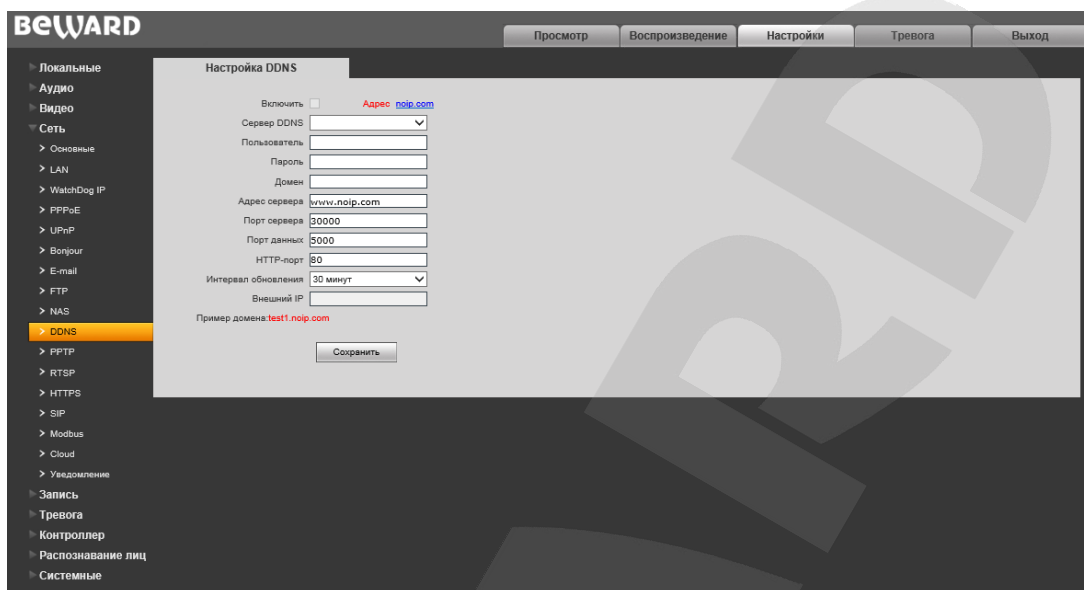 BEWARD
Просмотр
Воспроизведение
Настройки
Тревога
Выход
Локальные
Аудио
Видео
Сеть
Основные
LAN
WatchDog IP
PPPoE
UPnP
Bonjour
E-mail
FTP
NAS
DDNS
PPTP
RTSP
HTTPS
SIP
Modbus
Cloud
Уведомление
Запись
Тревога
Контроллер
Распознавание лиц
Системные
Настройка DDNS
Включить Адрес noip.com
Сервер DDNS
Пользователь
Пароль
Домен
Адрес сервера www.noip.com
Порт сервера 30000
Порт данных 5000
HTTP-порт 80
Интервал обновления 30 минут
Внешний IP
Пример домена:test1.noip.com
Сохранить